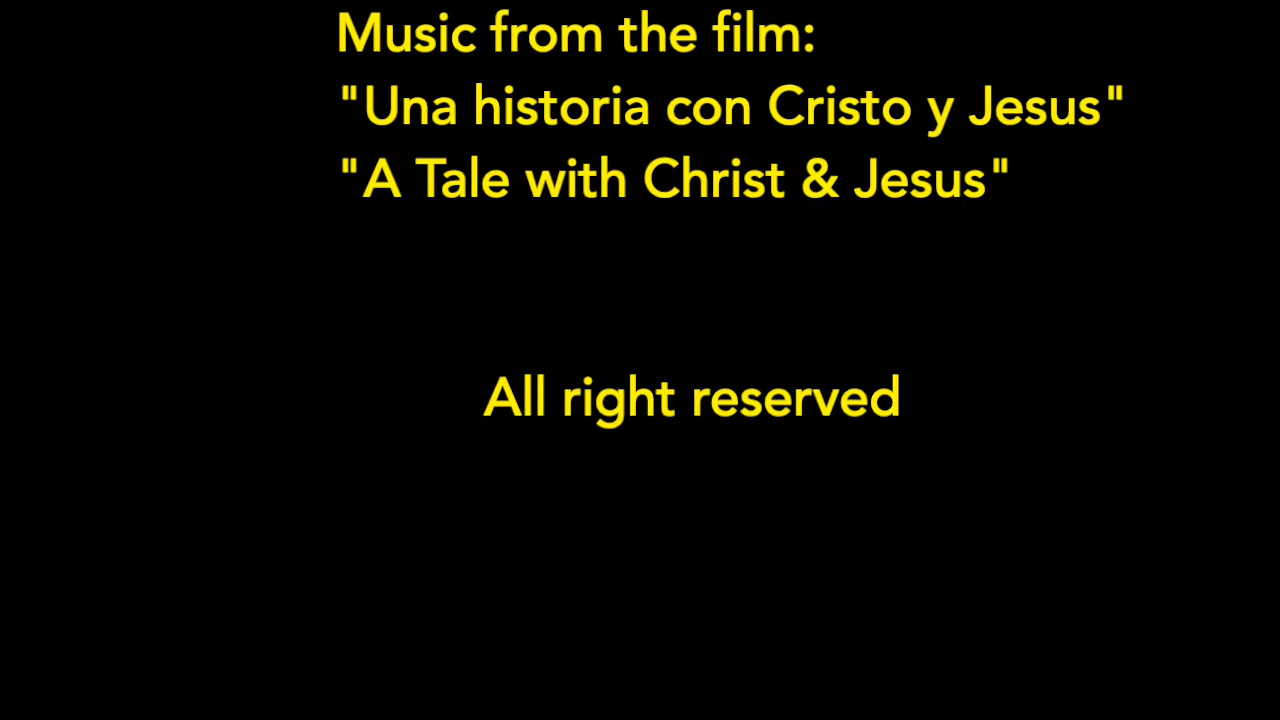 Music from the film:
"Una historia con Cristo y Jesus"
"A Tale with Christ & Jesus"
All right reserved